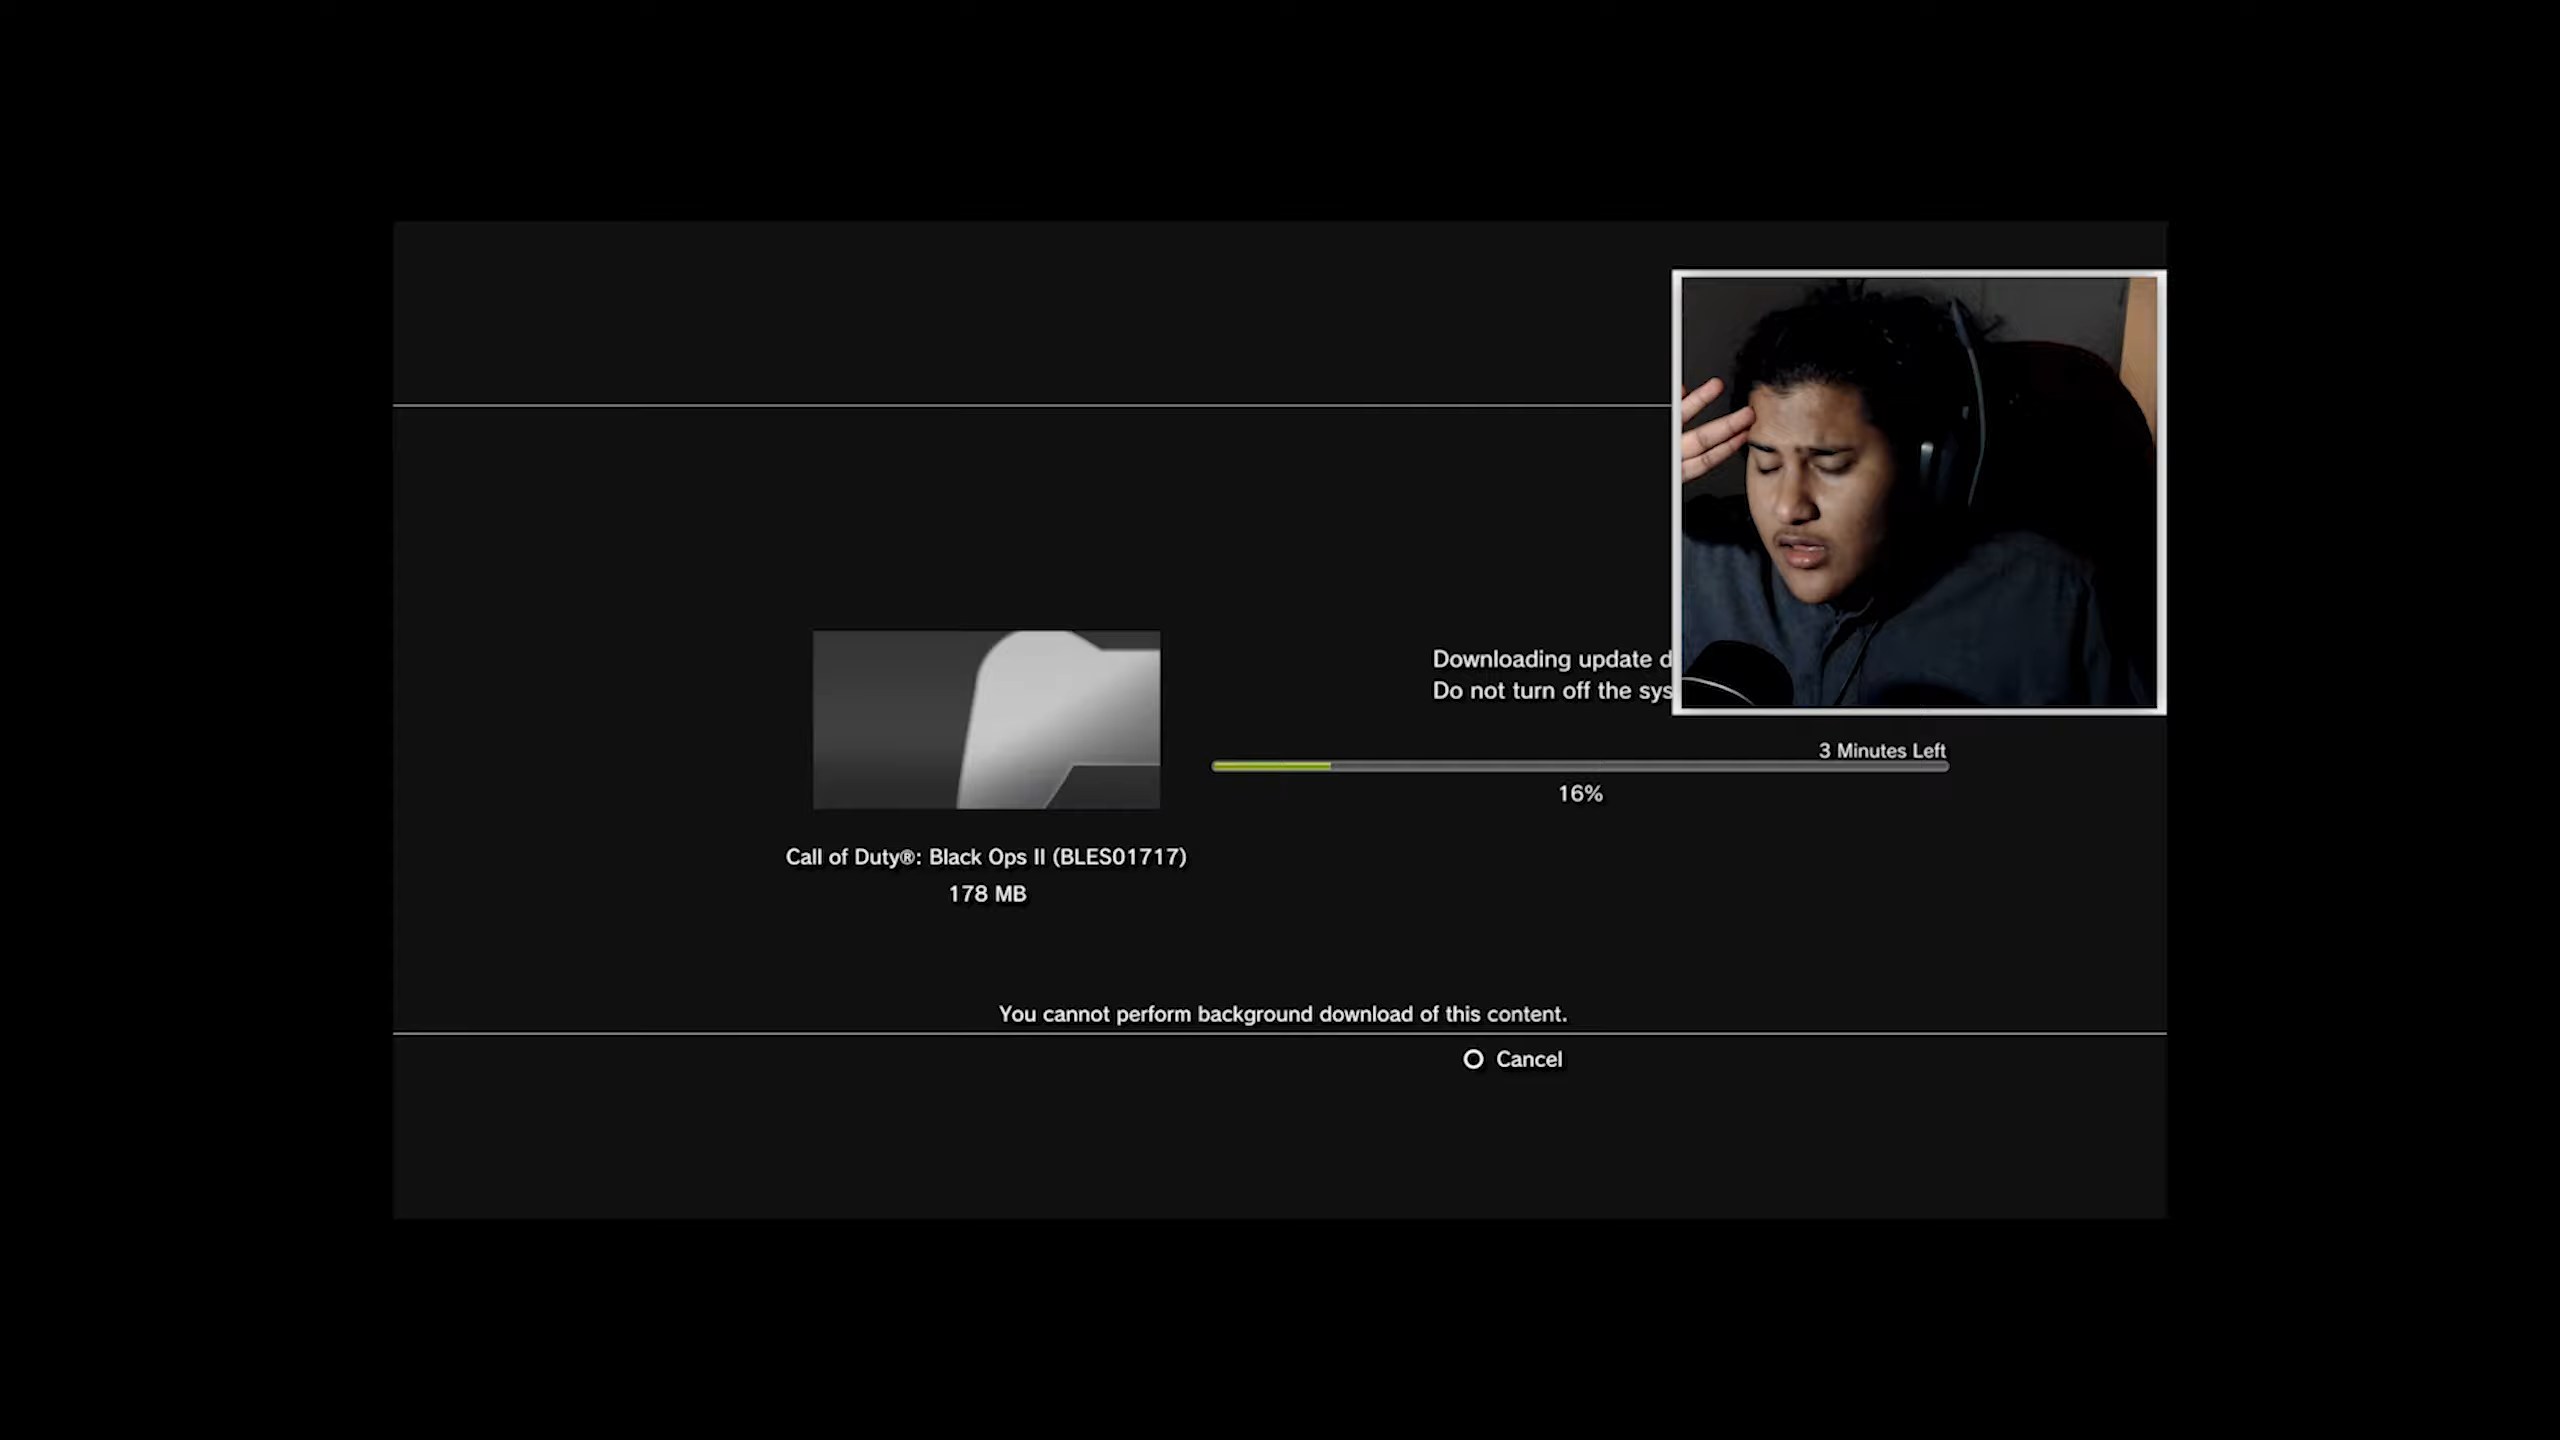 Downloading update
Do not turn off the
3 Minutes Left
16%
Call of Duty®: Black Ops II (BLES01717)
178 MB
You cannot perform background download of this content.
Cancel